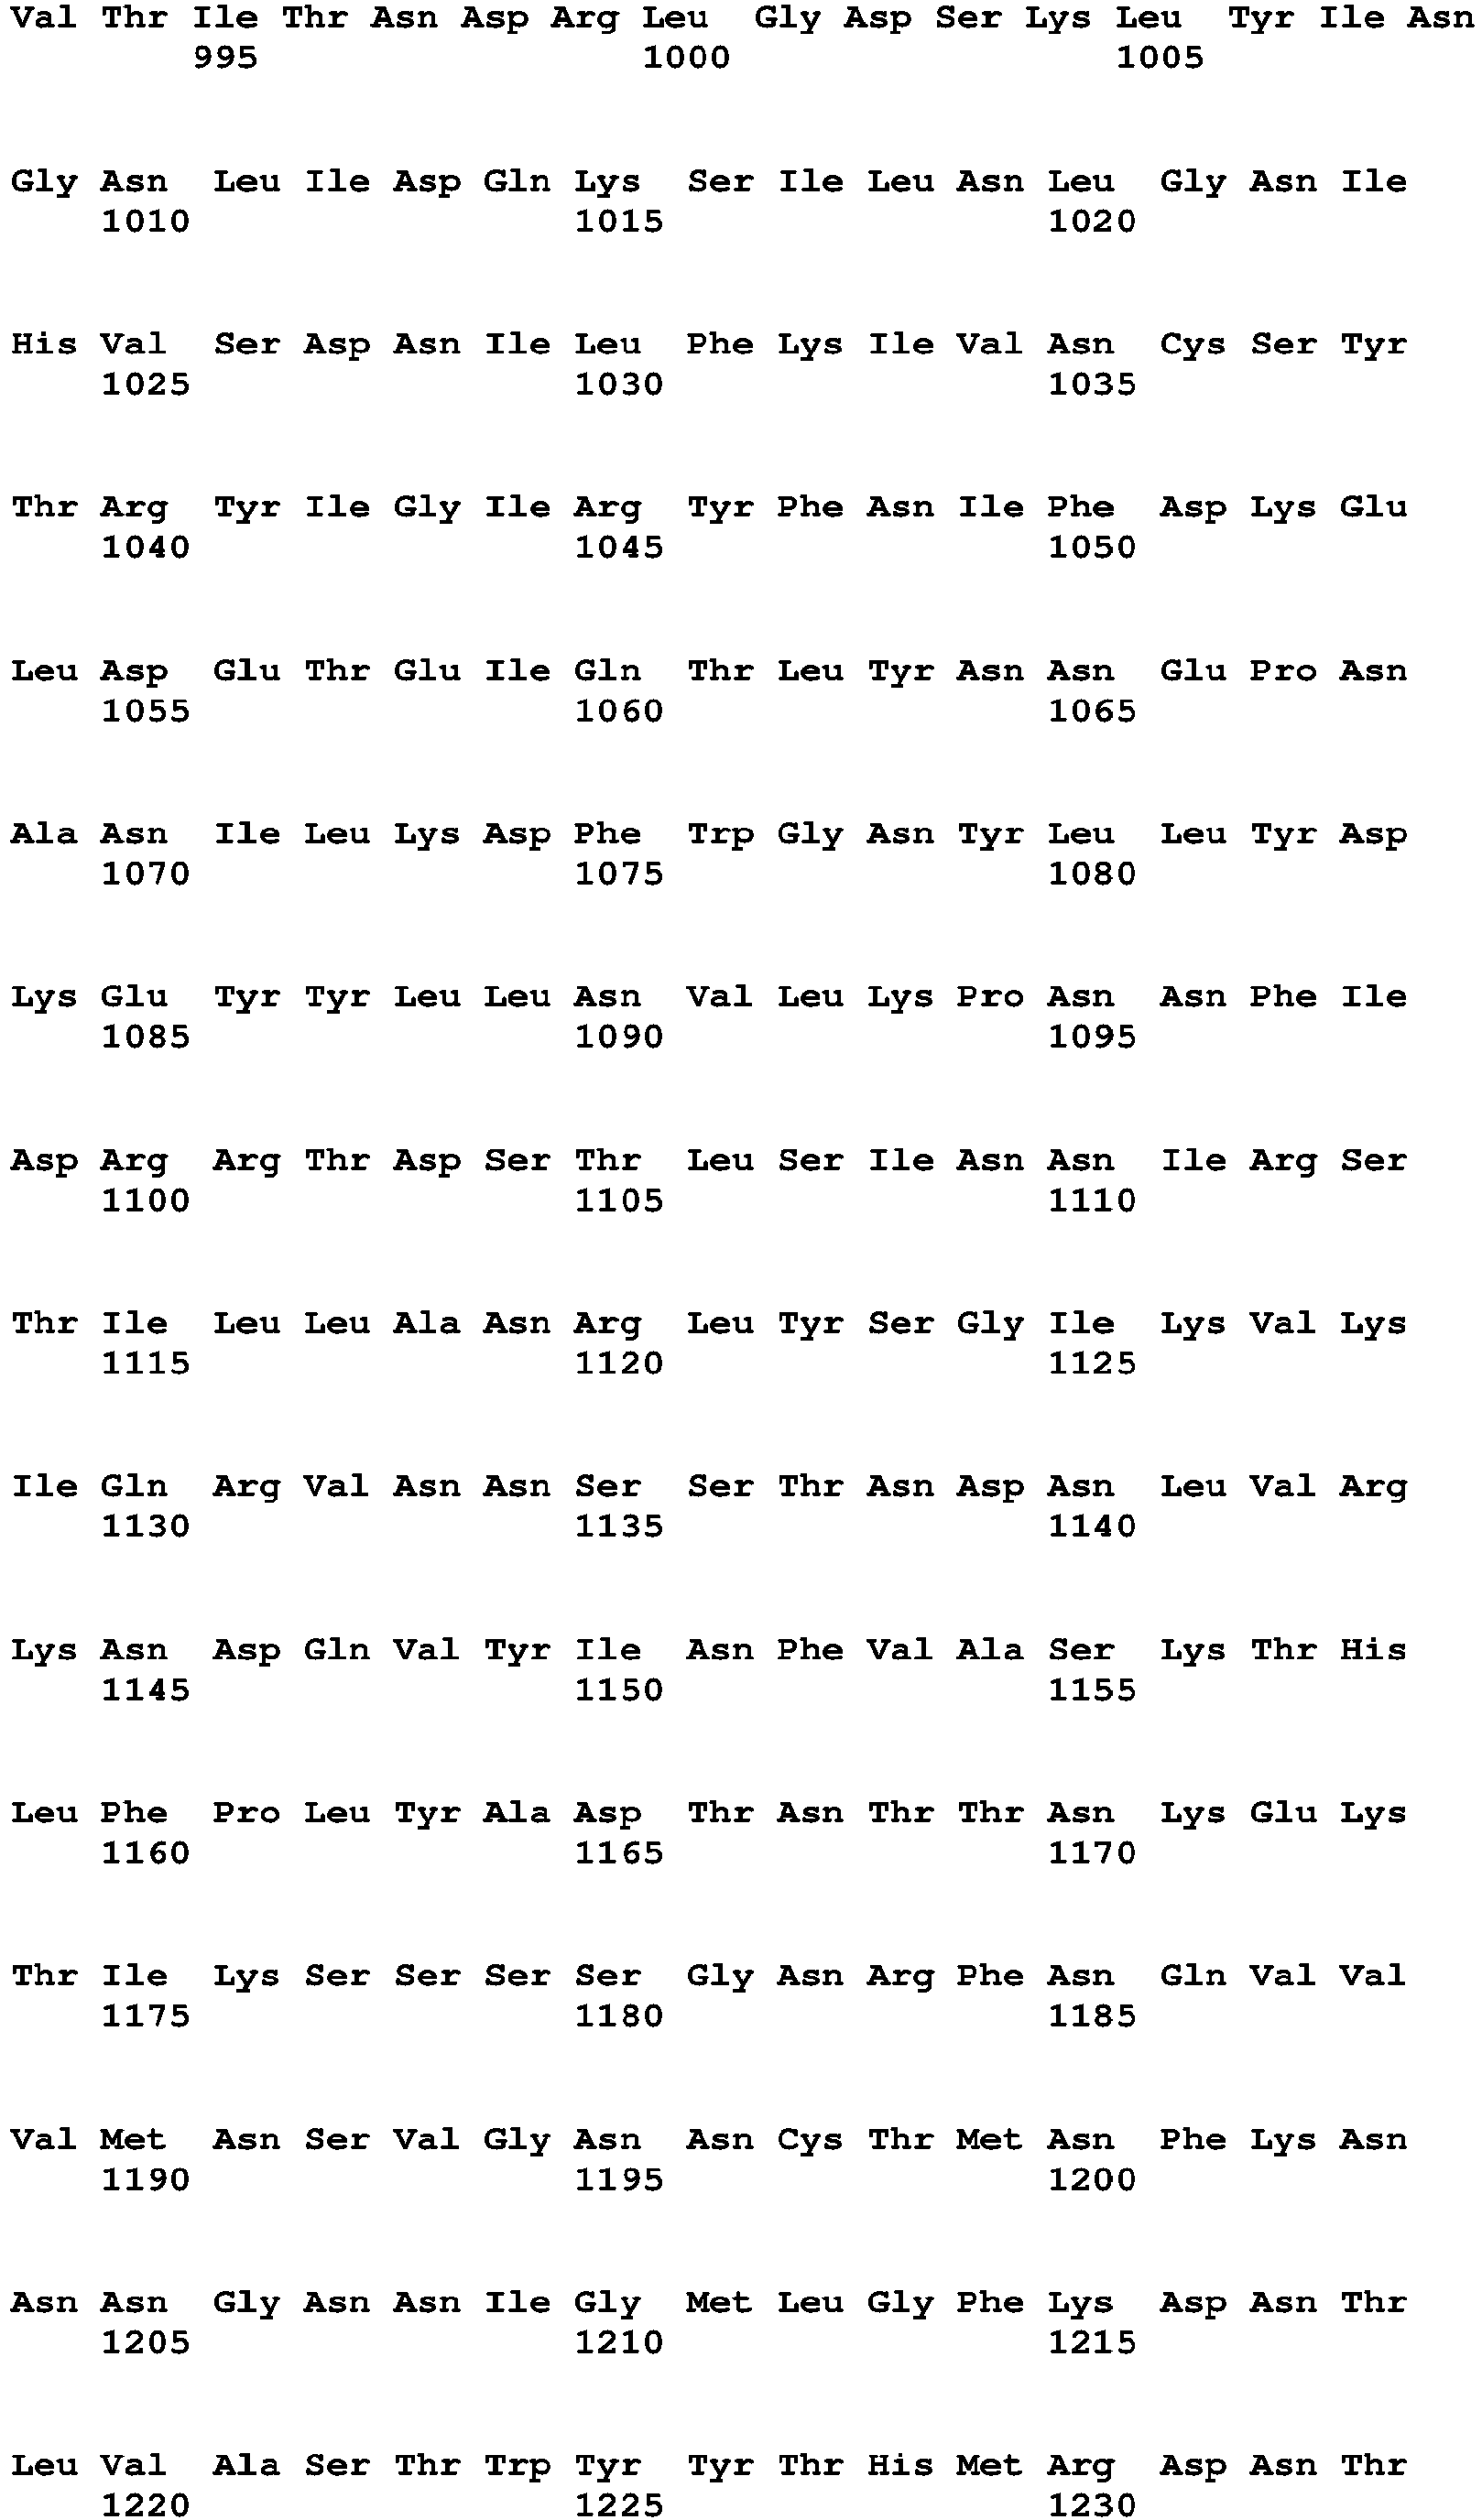 Val Thr Ile Thr Asn Asp Arg Leu Gly Asp Ser Lys Leu Tyr Ile Asn
995 1000 1005
Gly Asn Leu Ile Asp Gln Lys Ser Ile Leu Asn Leu Gly Asn Ile
1010 1015 1020
His Val Ser Asp Asn Ile Leu Phe Lys Ile Val Asn Cys Ser Tyr
1025 1030 1035
Thr Arg Tyr Ile Gly Ile Arg Tyr Phe Asn Ile Phe Asp Lys Glu
1040 1045 1050
Leu Asp Glu Thr Glu Ile Gln Thr Leu Tyr Asn Asn Glu Pro Asn
1055 1060 1065
Ala Asn Ile Leu Lys Asp Phe Trp Gly Asn Tyr Leu Leu Tyr Asp
1070 1075 1080
Lys Glu Tyr Tyr Leu Leu Asn Val Leu Lys Pro Asn Asn Phe Ile
1085 1090 1095
Asp Arg Arg Thr Asp Ser Thr Leu Ser Ile Asn Asn Ile Arg Ser
1100 1105 1110
Thr Ile Leu Leu Ala Asn Arg Leu Tyr Ser Gly Ile Lys Val Lys
1115 1120 1125
Ile Gln Arg Val Asn Asn Ser Ser Thr Asn Asp Asn Leu Val Arg
1130 1135 1140
Lys Asn Asp Gln Val Tyr Ile Asn Phe Val Ala Ser Lys Thr His
1145 1150 1155
Leu Phe Pro Leu Tyr Ala Asp Thr Asn Thr Thr Asn Lys Glu Lys
1160 1165 1170
Thr Ile Lys Ser Ser Ser Ser Gly Asn Arg Phe Asn Gln Val Val
1175 1180 1185
Val Met Asn Ser Val Gly Asn Asn Cys Thr Met Asn Phe Lys Asn
1190 1195 1200
Asn Asn Gly Asn Asn Ile Gly Met Leu Gly Phe Lys Asp Asn Thr
1205 1210 1215
Leu Val Ala Ser Thr Trp Tyr Tyr Thr His Met Arg Asp Asn Thr
1220 1225 1230